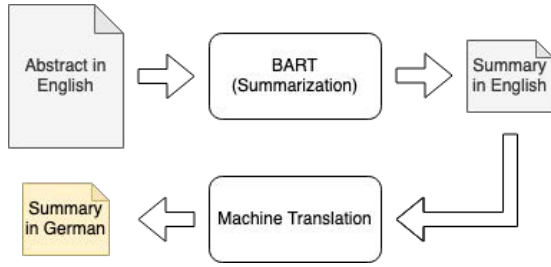 Abstract in
English
BART
(Summarization)
Summary
in English
Summary
in German
Machine Translation